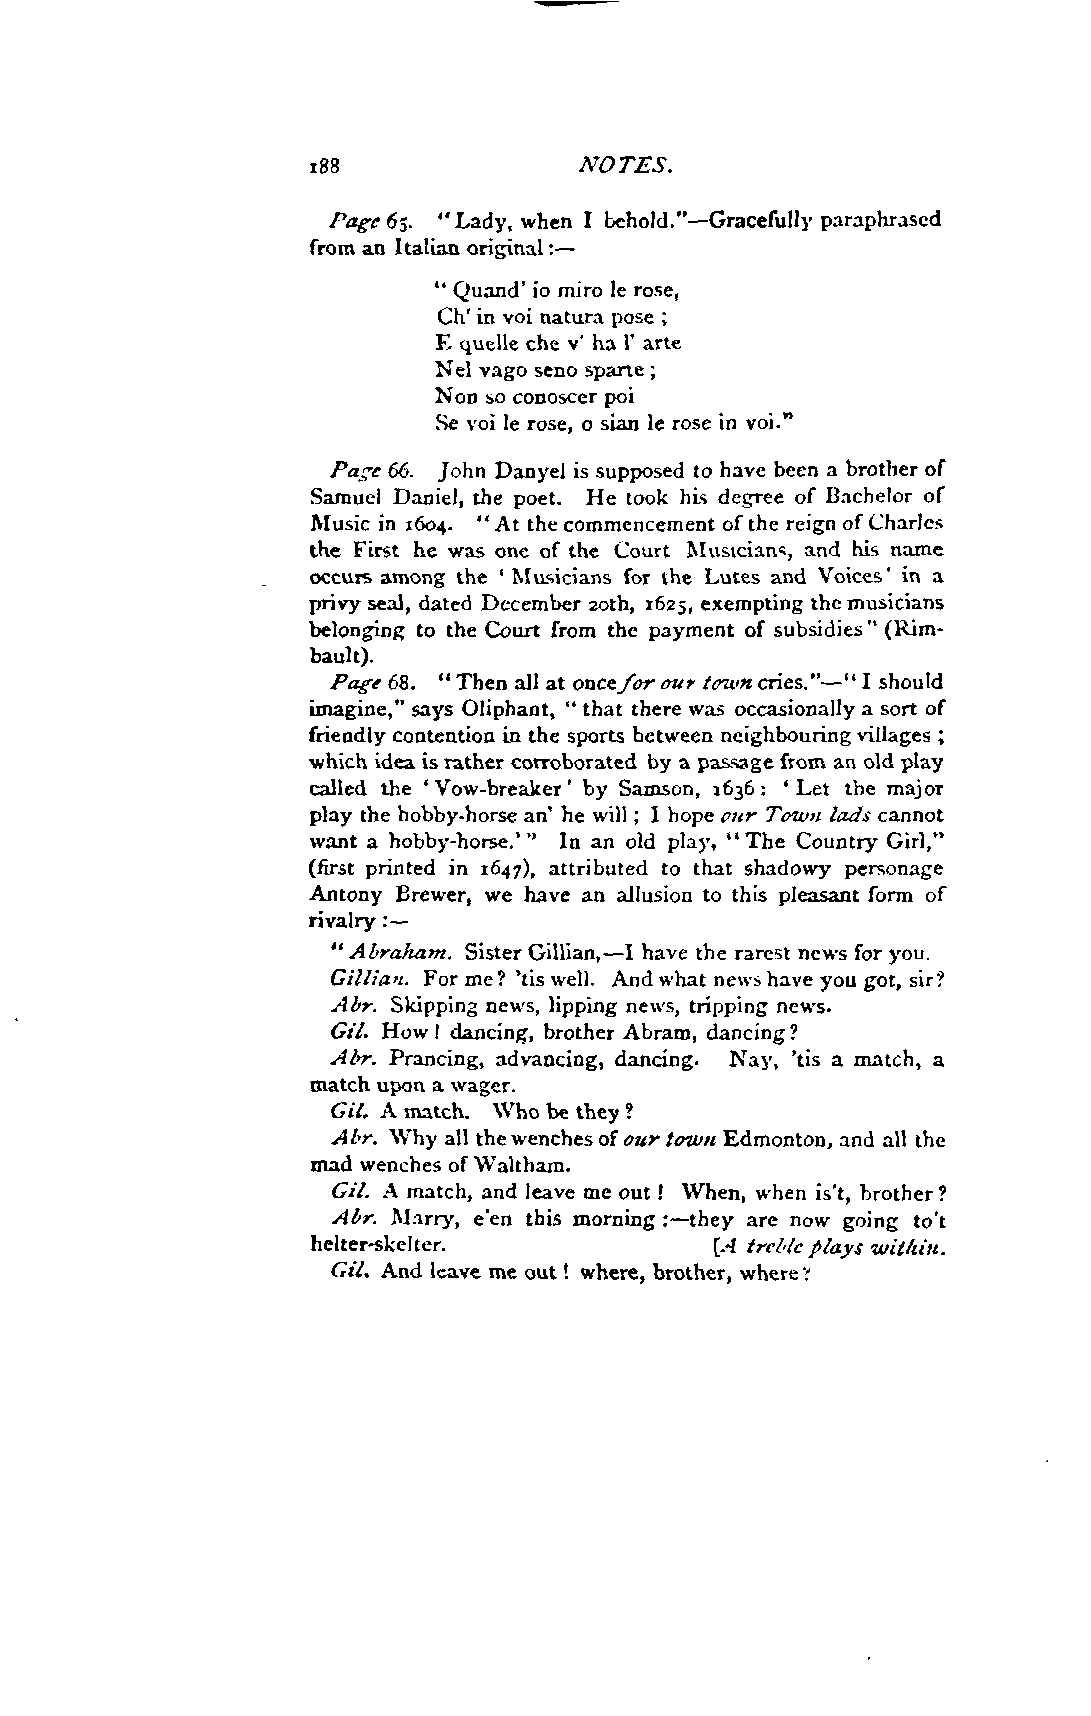 188 NOTES.
Page 65. "Lady, when I behold."—Gracefully paraphrased
from an Italian original :—
" Quand' io miro le rose,
Ch' in voi natura pose ;
E quelle che v' ha l' arte
Nel vago seno sparte ;
Non so conoscer poi
Se voi le rose, o sian le rose in voi."
Page 66. John Danyel is supposed to have been a brother of
Samuel Daniel, the poet. He took his degree of Bachelor of
Music in 1604. "At the commencement of the reign of Charles
the First he was one of the Court Musicians, and his name
occurs among the ' Musicians for the Lutes and Voices' in a
privy seal, dated December 20th, 1625, exempting the musicians
belonging to the Court from the payment of subsidies" (Rim-
bault).
Page 68. "Then all at once for our town cries."—"I should
imagine," says Oliphant, "that there was occasionally a sort of
friendly contention in the sports between neighbouring villages ;
which idea is rather corroborated by a passage from an old play
called the 'Vow-breaker' by Samson, 1636 : 'Let the major
play the hobby-horse an' he will ; I hope our Town lads cannot
want a hobby-horse.'" In an old play, "The Country Girl,"
(first printed in 1647), attributed to that shadowy personage
Antony Brewer, we have an allusion to this pleasant form of
rivalry :—
" Abraham. Sister Gillian,—I have the rarest news for you.
Gillian. For me? 'tis well. And what news have you got, sir?
Abr. Skipping news, lipping news, tripping news.
Gil. How ! dancing, brother Abram, dancing ?
Abr. Prancing, advancing, dancing. Nay, 'tis a match, a
match upon a wager.
Gil. A match. Who be they ?
Abr. Why all the wenches of our town Edmonton, and all the
mad wenches of Waltham.
Gil. A match, and leave me out ! When, when is't, brother ?
Abr. Marry, e'en this morning :—they are now going to't
helter-skelter. [A treble plays within.
Gil. And leave me out ! where, brother, where ?